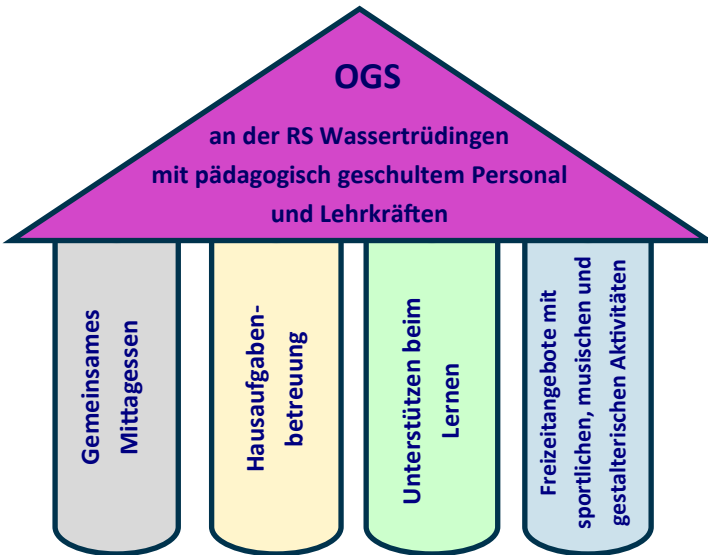 OGS
an der RS Wassertrüdingen
mit pädagogisch geschultem Personal
und Lehrkräften
Gemeinsames
Mittagessen
Hausaufgaben-
betreuung
Unterstützen beim
Lernen
Freizeitangebote mit
sportlichen, musischen und
gestalterischen Aktivitäten